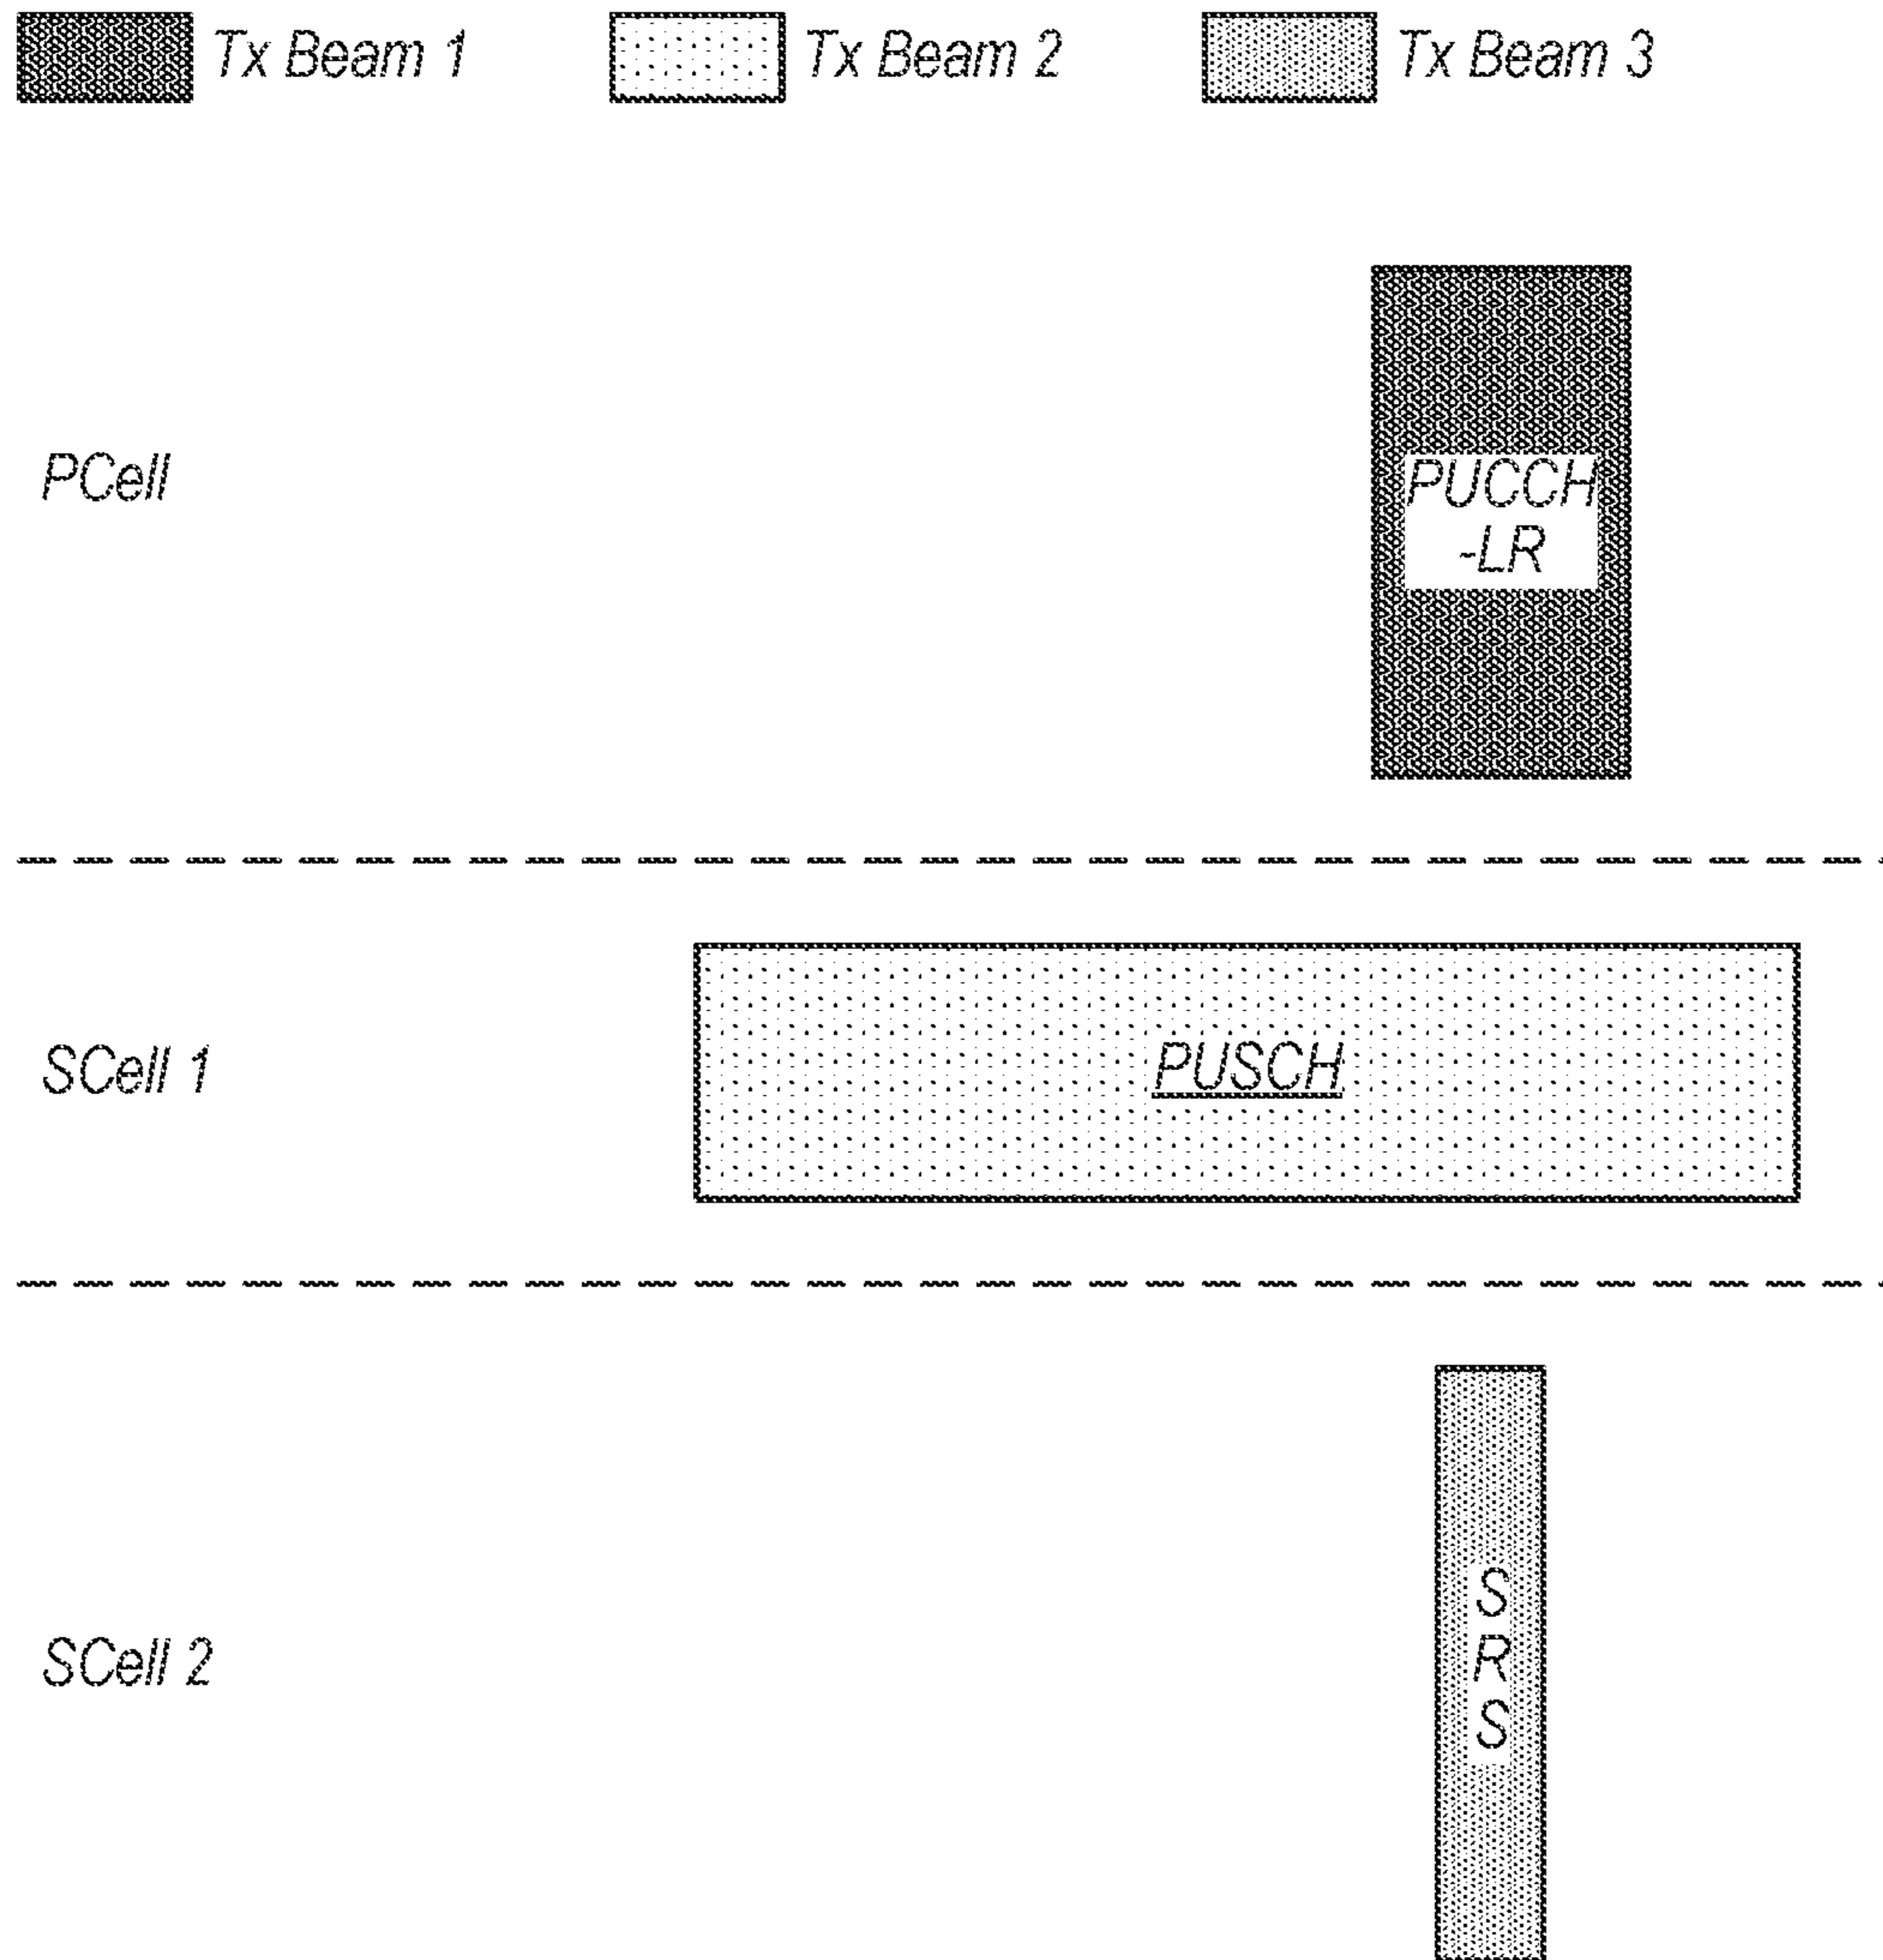 Tx Beam 1
Tx Beam 2
Tx Beam 3
PCell
PUCCH
-LR
SCell 1
PUSCH
SCell 2
S
R
S